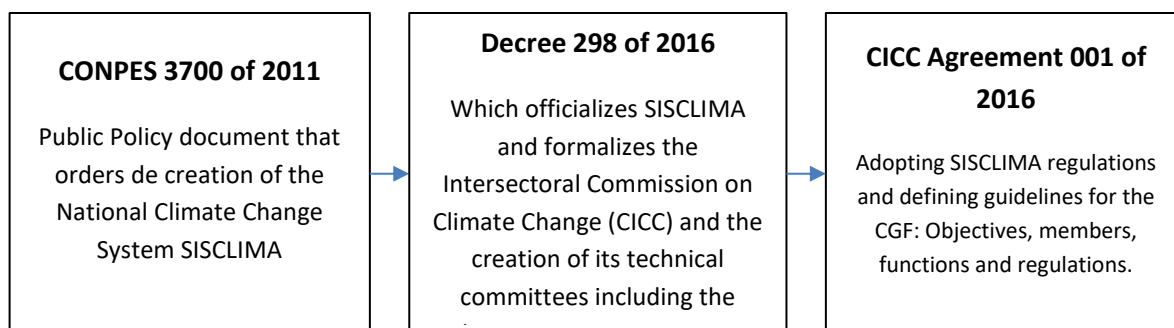 CONPES 3700 of 2011
Public Policy document that
orders de creation of the
National Climate Change
System SISCLIMA
Decree 298 of 2016
Which officializes SISCLIMA
and formalizes the
Intersectoral Commission on
Climate Change (CICC) and the
creation of its technical
committees including the
CICC Agreement 001 of
2016
Adopting SISCLIMA regulations
and defining guidelines for the
CGF: Objectives, members,
functions and regulations.